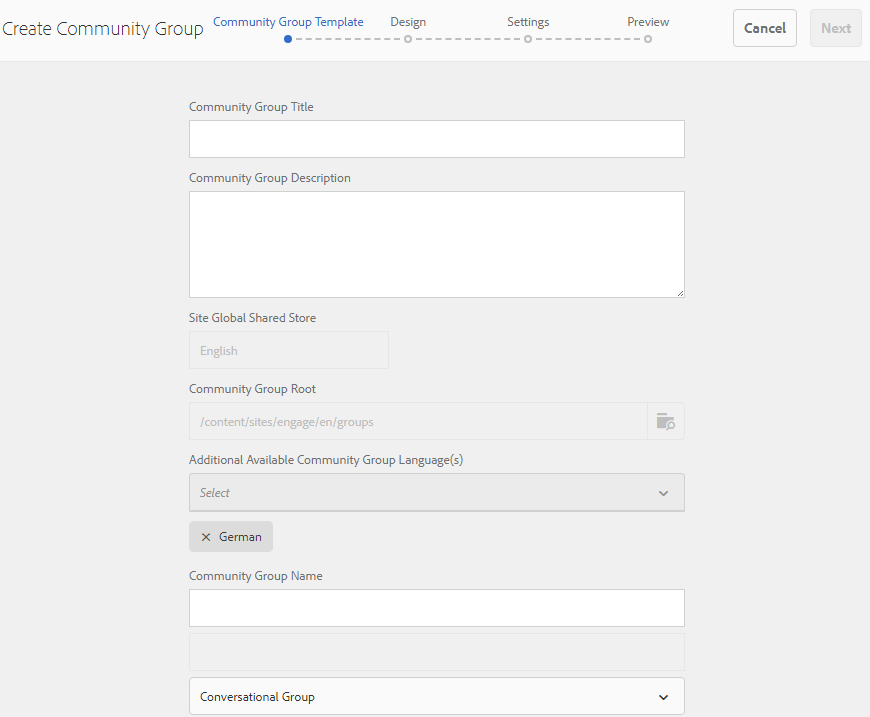 Create Community Group
Community Group Template
Design
Settings
Preview
Cancel
Next
Community Group Title
Community Group Description
Site Global Shared Store
English
Community Group Root
/content/sites/engage/en/groups
Additional Available Community Group Language(s)
Select
× German
Community Group Name
Conversational Group